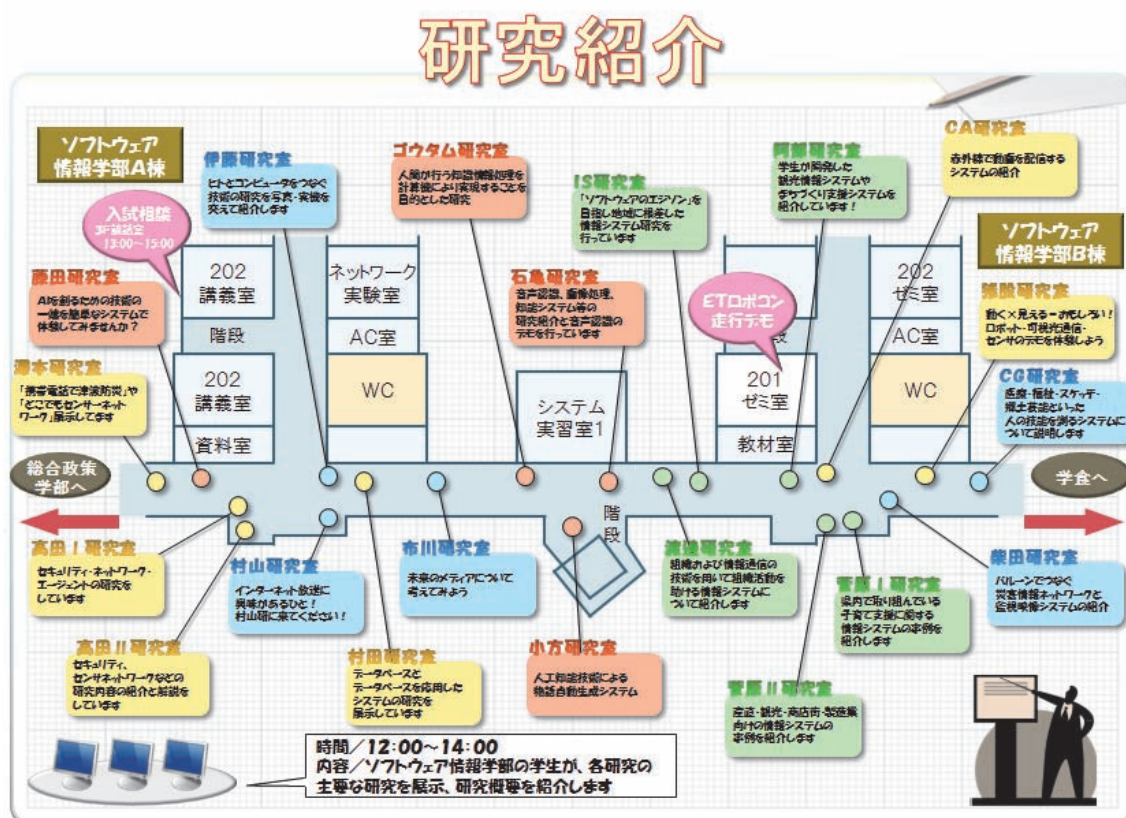 研究紹介
ソフトウェア
情報学部A棟
入試相談
3F談話室
13:00～15:00
伊藤研究室
ヒトとコンピュータをつなぐ
技術の研究を写真・実機を
交えて紹介します
ゴウタム研究室
人間が行う知識情報処理を
計算機により実現することを
目的とした研究
IS研究室
「ソフトウェアのエジソン」を
目指し地域に根差した
情報システム研究を
行っています
阿部研究室
学生が開発した
観光情報システムや
まちづくり支援システムを
紹介しています!
CA研究室
赤外線で動画を配信する
システムの紹介
ソフトウェア
情報学部B棟
藤田研究室
AIを創るための技術の
一端を簡単なシステムで
体験してみませんか?
石亀研究室
音声認識、画像処理、
知能システム等の
研究紹介と音声認識の
デモを行っています
ETロボコン
走行デモ
動く×見える=おもしろい!
ロボット・可視光通信・
センサのデモを体験しよう
CG研究室
医療・福祉・スケッチ・
郷土芸能といった
人の技能を測るシステムに
ついて説明します
「携帯電話で津波防災」や
「どこでもセンサーネット
ワーク」展示してます
202
講義室
階段
202
講義室
資料室
ネットワーク
実験室
AC室
WC
システム
実習室1
階段
201
ゼミ室
教材室
202
ゼミ室
AC室
WC
総合政策
学部へ
学食へ
高田Ⅰ研究室
セキュリティ・ネットワーク・
エージェントの研究を
しています
高田Ⅱ研究室
セキュリティ、
センサネットワークなどの
研究内容の紹介と解説を
しています
村山研究室
インターネット放送に
興味があるひと!
村山研に来てください!
市川研究室
未来のメディアについて
考えてみよう
村田研究室
データベースと
データベースを応用した
システムの研究を
展示しています
小方研究室
人工知能技術による
物語自動生成システム
渡邊研究室
組織および情報通信の
技術を用いて組織活動を
助ける情報システムに
ついて紹介します
菅原Ⅰ研究室
県内で取り組んでいる
子育て支援に関する
情報システムの事例を
紹介します
菅原Ⅱ研究室
産直・観光・商店街・製造業
向けの情報システムの
事例を紹介します
柴田研究室
バルーンでつなぐ
災害情報ネットワークと
監視映像システムの紹介
時間/12:00～14:00
内容/ソフトウェア情報学部の学生が、各研究の
主要な研究を展示、研究概要を紹介します